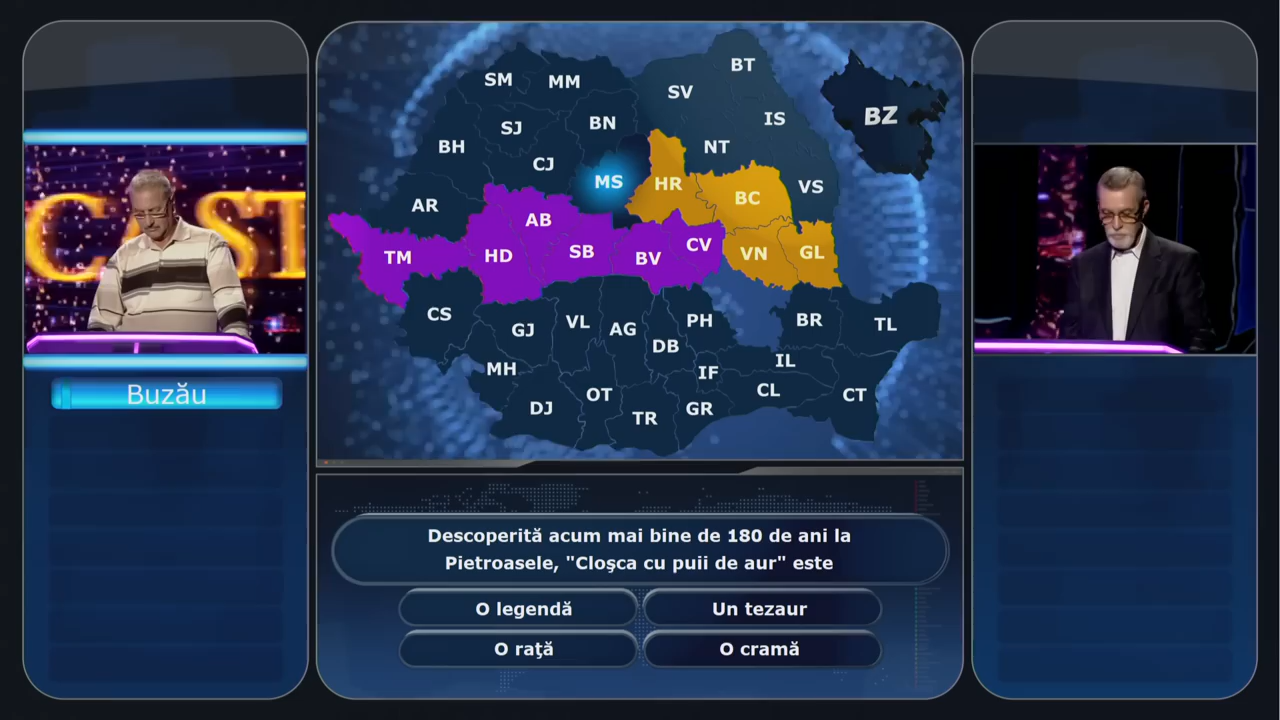 CAST
Buzău
SM
MM
BT
SV
BZ
SJ
BN
IS
BH
CJ
NT
MS
HR
BC
VS
AR
AB
TM
HD
SB
BV
CV
VN
GL
CS
GJ
VL
AG
PH
BR
TL
DB
MH
IF
IL
DJ
OT
TR
GR
CL
CT
Descoperită acum mai bine de 180 de ani la
Pietroasele, "Cloşca cu puii de aur" este
O legendă
Un tezaur
O raţă
O cramă